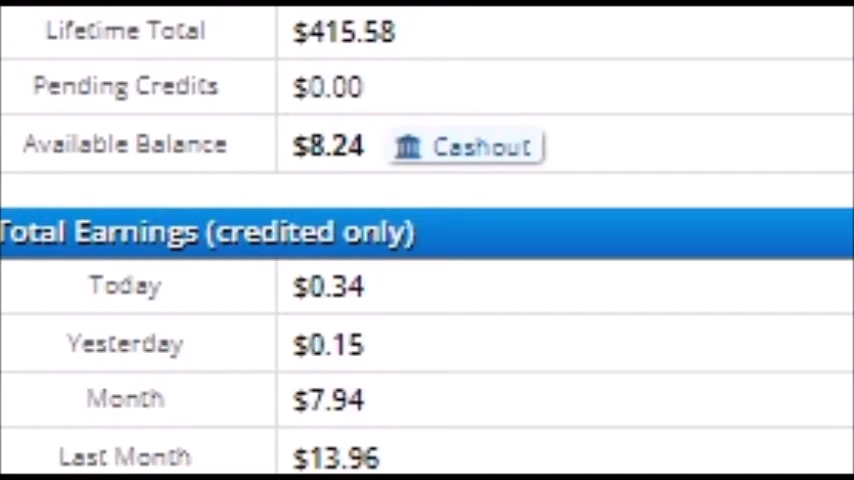 Lifetime Total $415.58
Pending Credits $0.00
Available Balance $8.24 Cashout
Total Earnings (credited only)
Today $0.34
Yesterday $0.15
Month $7.94
Last Month $13.96